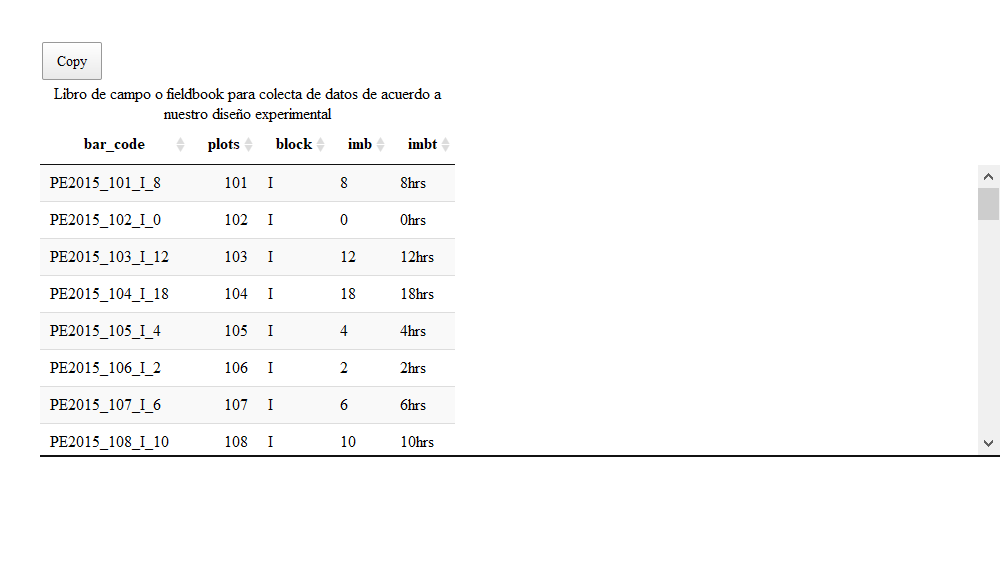 Copy
Libro de campo o fieldbook para colecta de datos de acuerdo a
nuestro diseño experimental
bar_code plots block imb imbt
PE2015_101_I_8 101 I 8 8hrs
PE2015_102_I_0 102 I 0 0hrs
PE2015_103_I_12 103 I 12 12hrs
PE2015_104_I_18 104 I 18 18hrs
PE2015_105_I_4 105 I 4 4hrs
PE2015_106_I_2 106 I 2 2hrs
PE2015_107_I_6 107 I 6 6hrs
PE2015_108_I_10 108 I 10 10hrs